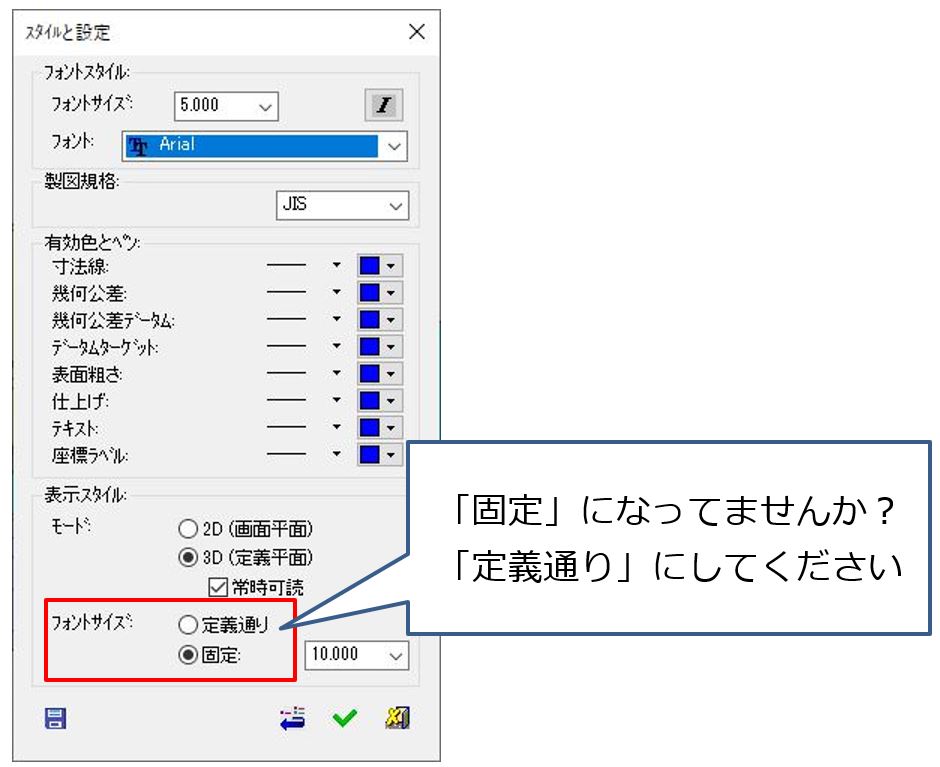 ｽﾀｲﾙと設定
ﾌｫﾝﾄｽﾀｲﾙ:
ﾌｫﾝﾄｻｲｽﾞ:
5.000
I
ﾌｫﾝﾄ:
Arial
製図規格:
JIS
有効色とﾍﾟﾝ:
寸法線:
幾何公差:
幾何公差ﾃﾞｰﾀﾑ:
ﾃﾞｰﾀﾑﾀｰｹﾞｯﾄ:
表面粗さ:
仕上げ:
ﾃｷｽﾄ:
座標ﾗﾍﾞﾙ:
表示ｽﾀｲﾙ:
ﾓｰﾄﾞ:
2D (画面平面)
3D (定義平面)
常時可読
ﾌｫﾝﾄｻｲｽﾞ:
定義通り
固定:
10.000
「固定」になってませんか？
「定義通り」にしてください